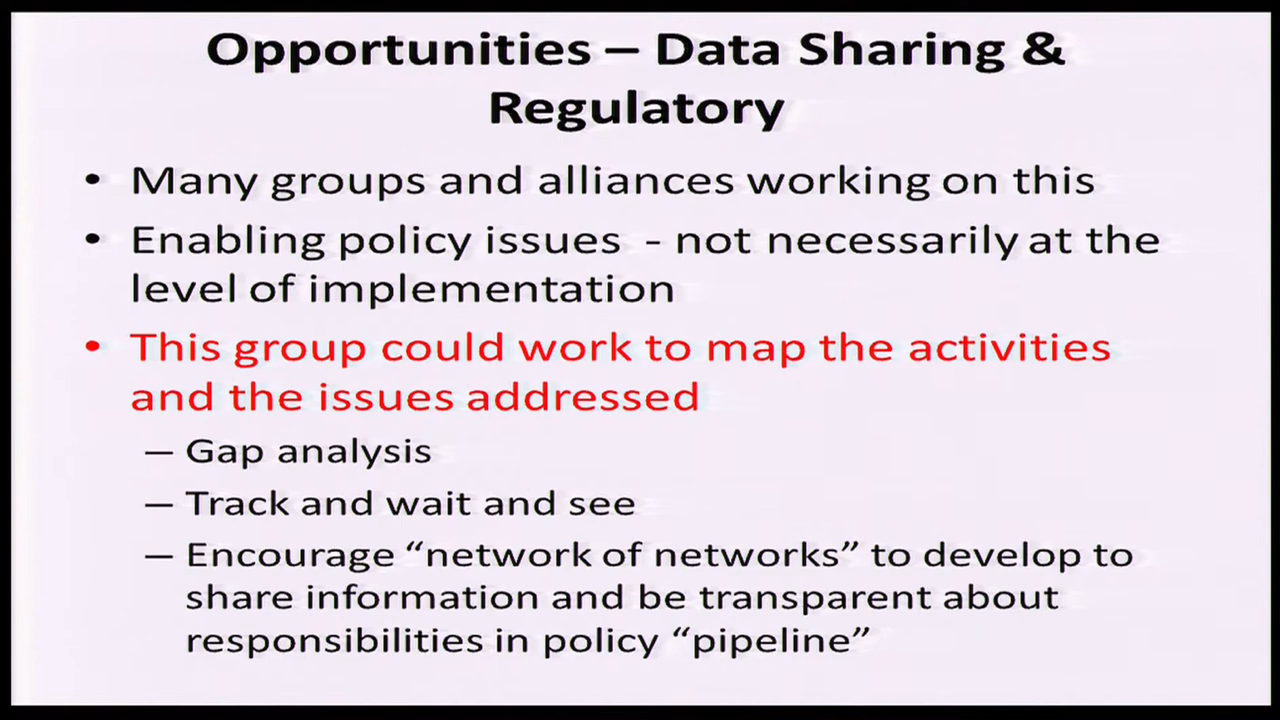 Opportunities – Data Sharing &
Regulatory
• Many groups and alliances working on this
• Enabling policy issues - not necessarily at the
level of implementation
• This group could work to map the activities
and the issues addressed
– Gap analysis
– Track and wait and see
– Encourage “network of networks” to develop to
share information and be transparent about
responsibilities in policy “pipeline”